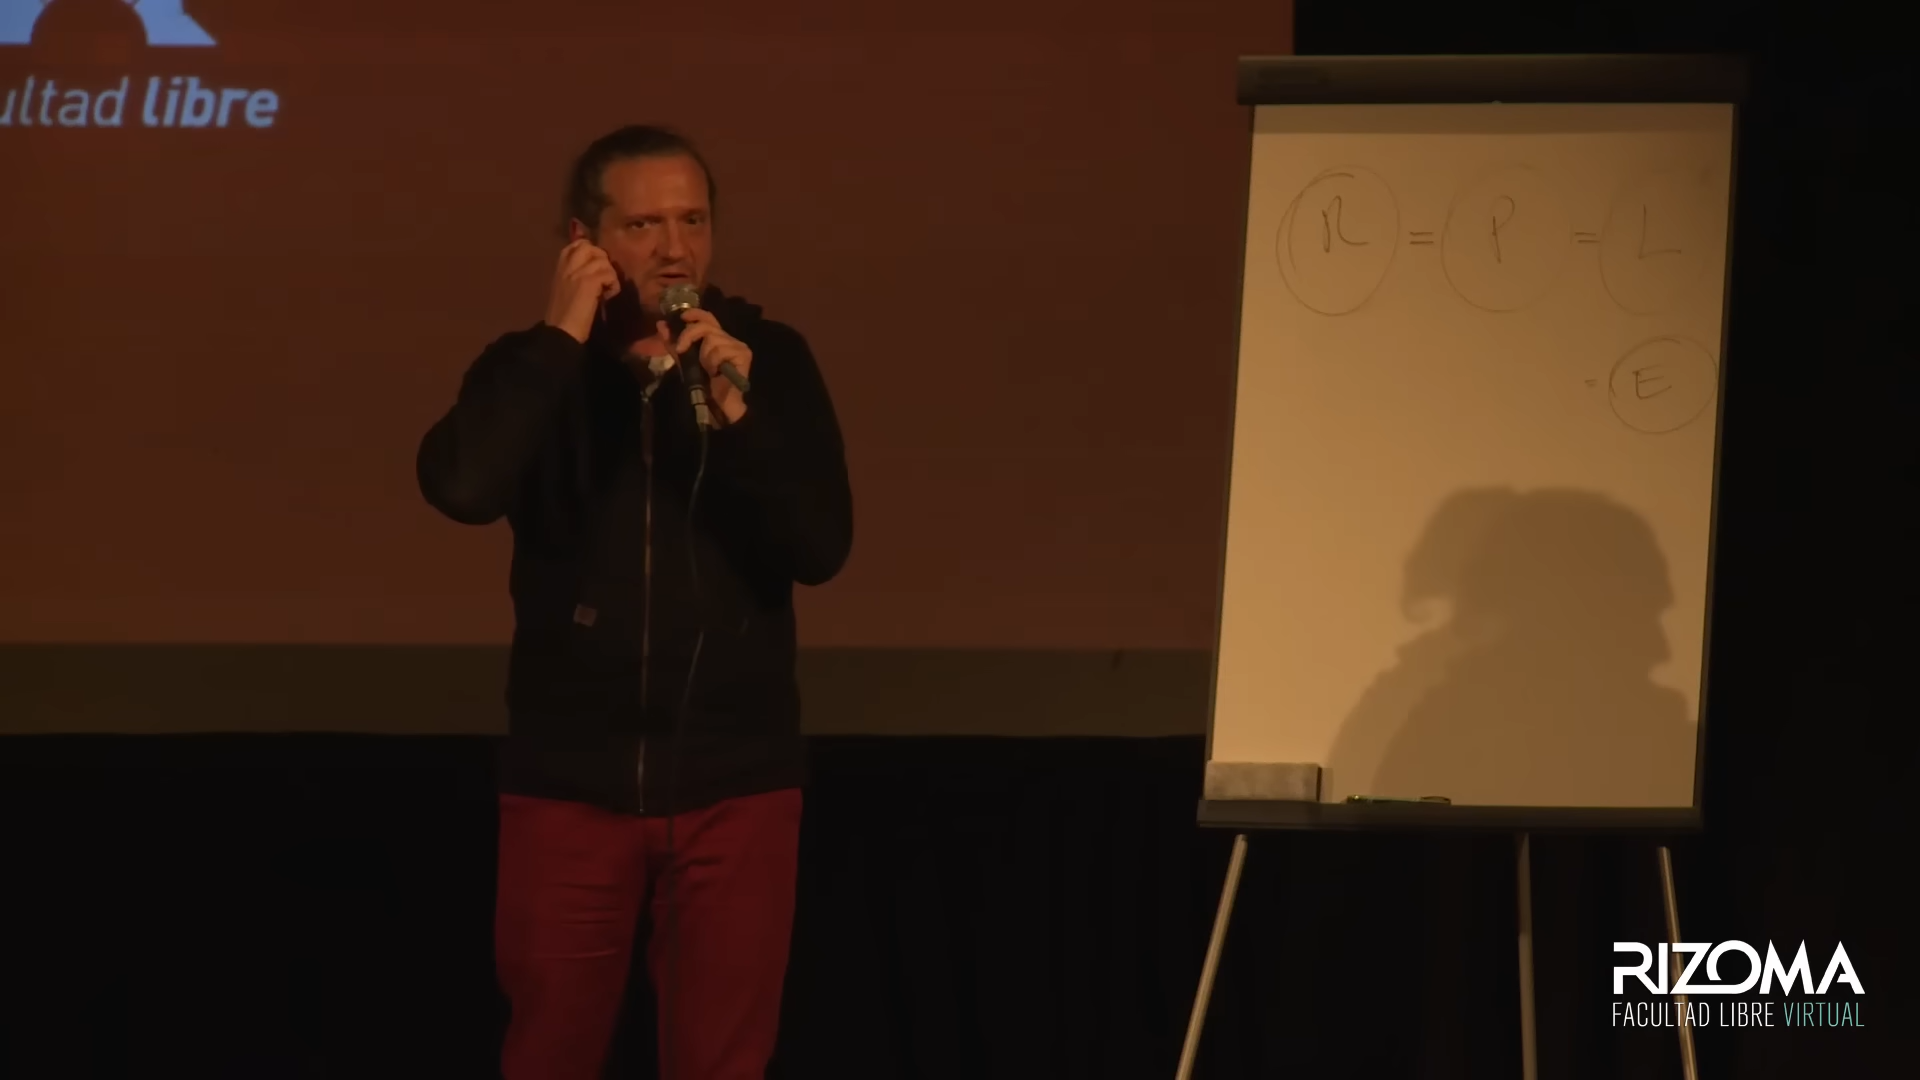 ultad libre
R = P = L
= E
RIZOMA
FACULTAD LIBRE VIRTUAL